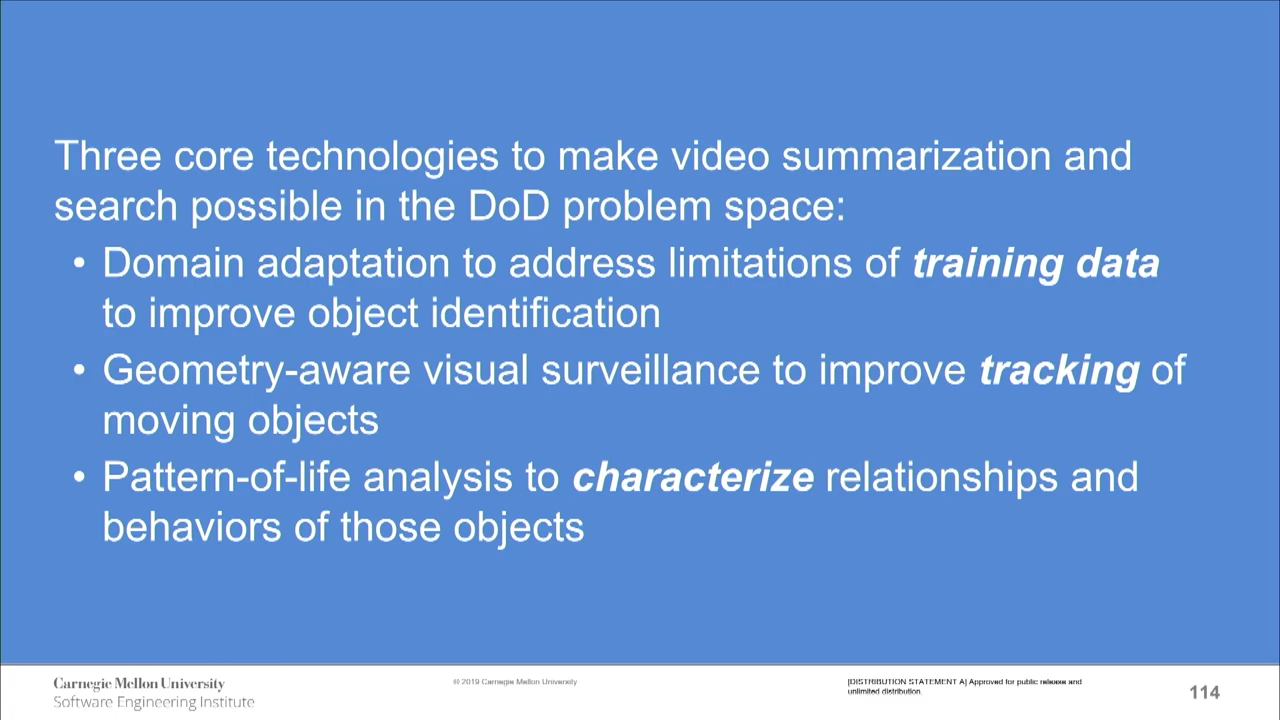 Three core technologies to make video summarization and
search possible in the DoD problem space:
• Domain adaptation to address limitations of training data
to improve object identification
• Geometry-aware visual surveillance to improve tracking of
moving objects
• Pattern-of-life analysis to characterize relationships and
behaviors of those objects
Carnegie Mellon University
Software Engineering Institute
© 2019 Carnegie Mellon University
[DISTRIBUTION STATEMENT A] Approved for public release and
unlimited distribution.
114